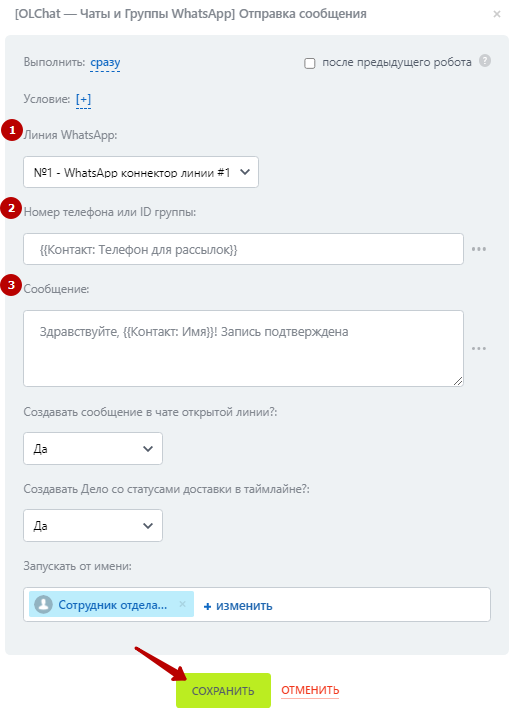 [OLChat — Чаты и Группы WhatsApp] Отправка сообщения ×
Выполнить: сразу после предыдущего робота ?
Условие: [+]
1 Линия WhatsApp:
№1 - WhatsApp коннектор линии #1
2 Номер телефона или ID группы:
{{Контакт: Телефон для рассылок}} ...
3 Сообщение:
Здравствуйте, {{Контакт: Имя}}! Запись подтверждена ...
Создавать сообщение в чате открытой линии?:
Да
Создавать Дело со статусами доставки в таймлайне?:
Да
Запускать от имени:
Сотрудник отдела... × + изменить
СОХРАНИТЬ ОТМЕНИТЬ